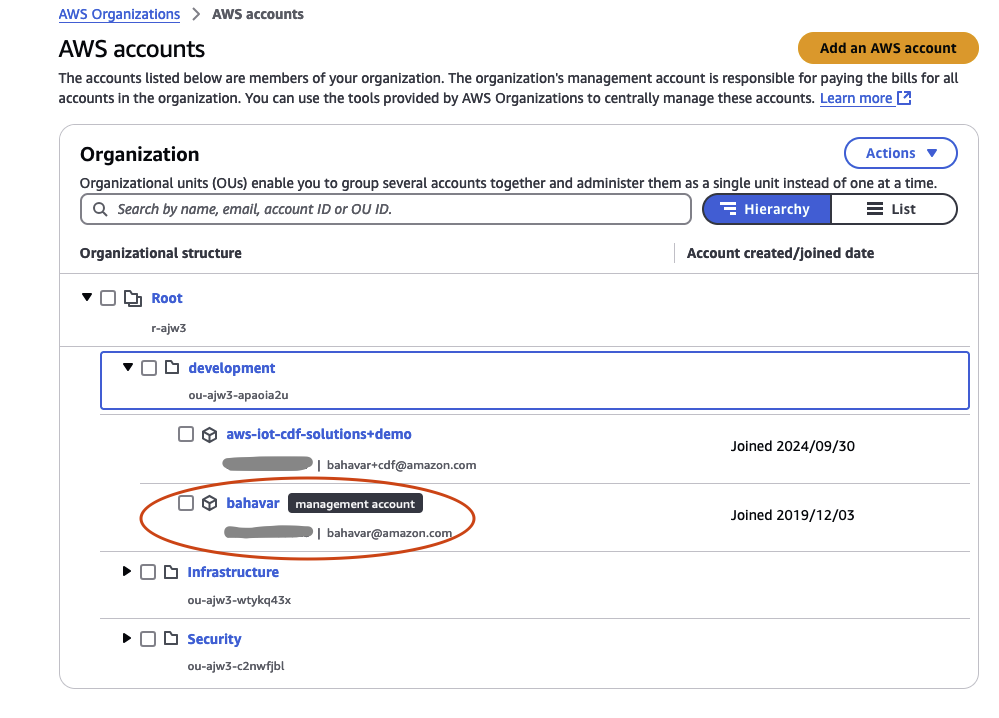 AWS Organizations > AWS accounts
AWS accounts
Add an AWS account
The accounts listed below are members of your organization. The organization's management account is responsible for paying the bills for all
accounts in the organization. You can use the tools provided by AWS Organizations to centrally manage these accounts. Learn more
Organization
Actions
Organizational units (OUs) enable you to group several accounts together and administer them as a single unit instead of one at a time.
Search by name, email, account ID or OU ID.
Hierarchy
List
Organizational structure
Account created/joined date
Root
r-ajw3
development
ou-ajw3-apaoia2u
aws-iot-cdf-solutions+demo
Joined 2024/09/30
| bahavar+cdf@amazon.com
bahavar management account
Joined 2019/12/03
| bahavar@amazon.com
Infrastructure
ou-ajw3-wtykq43x
Security
ou-ajw3-c2nwfjbl